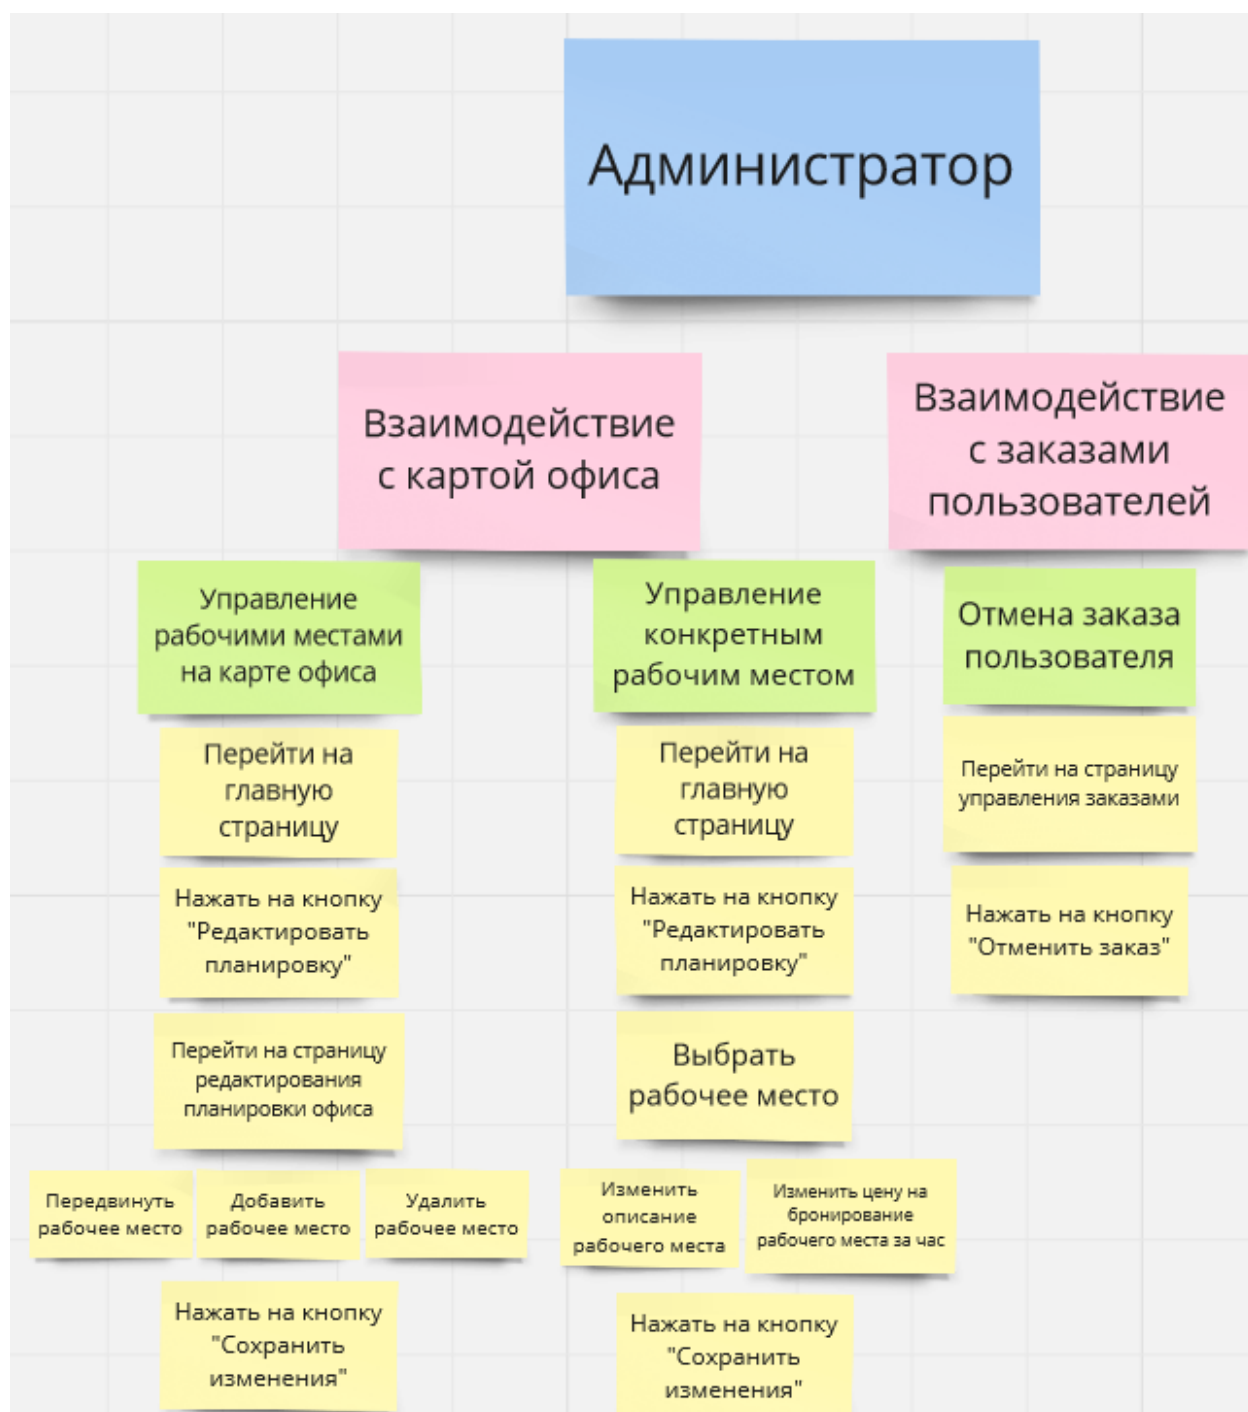 Администратор
Взаимодействие
с картой офиса
Взаимодействие
с заказами
пользователей
Управление
рабочими местами
на карте офиса
Управление
конкретным
рабочим местом
Отмена заказа
пользователя
Перейти на
главную
страницу
Перейти на
главную
страницу
Перейти на страницу
управления заказами
Нажать на кнопку
"Редактировать
планировку"
Нажать на кнопку
"Редактировать
планировку"
Нажать на кнопку
"Отменить заказ"
Перейти на страницу
редактирования
планировки офиса
Выбрать
рабочее место
Передвинуть
рабочее место
Добавить
рабочее место
Удалить
рабочее место
Изменить
описание
рабочего места
Изменить цену на
бронирование
рабочего места за час
Нажать на кнопку
"Сохранить
изменения"
Нажать на кнопку
"Сохранить
изменения"